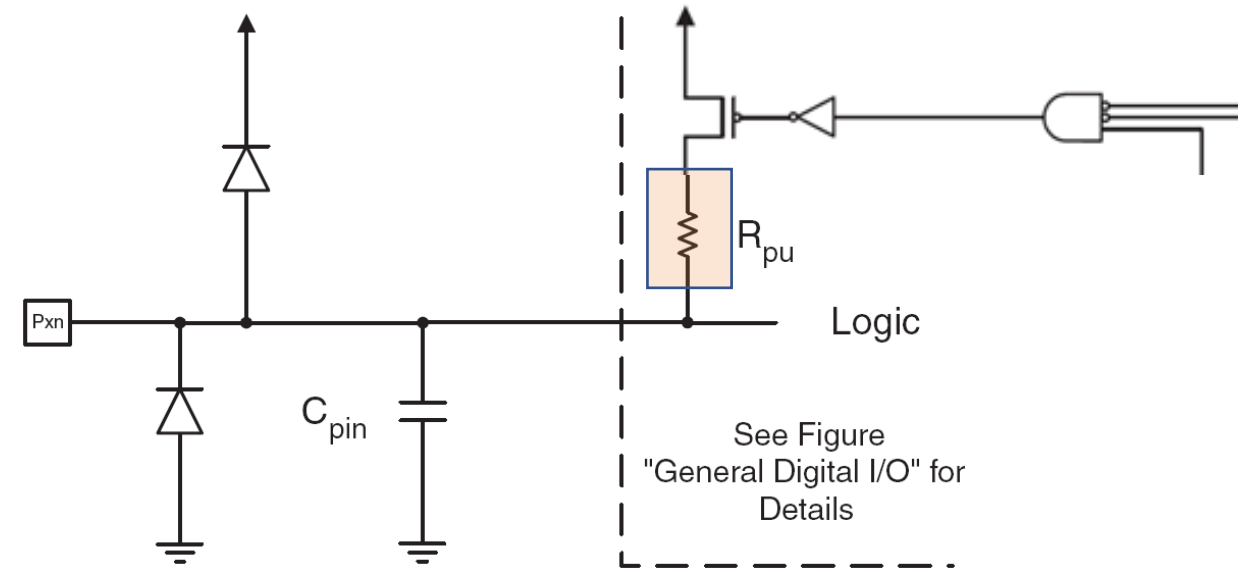 R
pu
Pxn
Logic
C
pin
See Figure
"General Digital I/O" for
Details